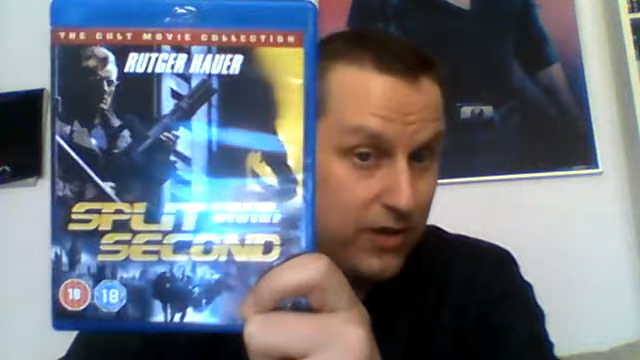 THE CULT MOVIE COLLECTION
RUTGER HAUER
SPLIT
SECOND
18
18